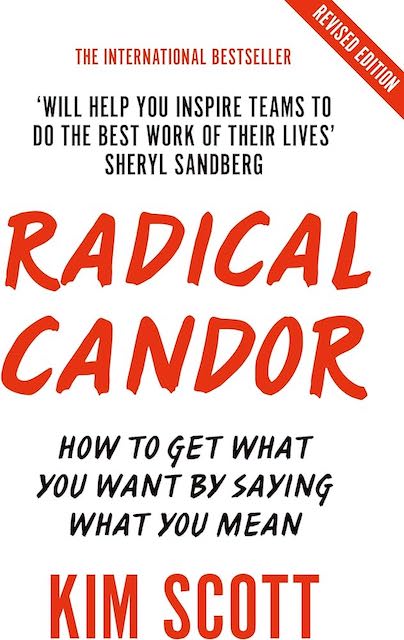 REVISED EDITION
THE INTERNATIONAL BESTSELLER
‘WILL HELP YOU INSPIRE TEAMS TO
DO THE BEST WORK OF THEIR LIVES’
SHERYL SANDBERG
RADICAL
CANDOR
HOW TO GET WHAT
YOU WANT BY SAYING
WHAT YOU MEAN
KIM SCOTT